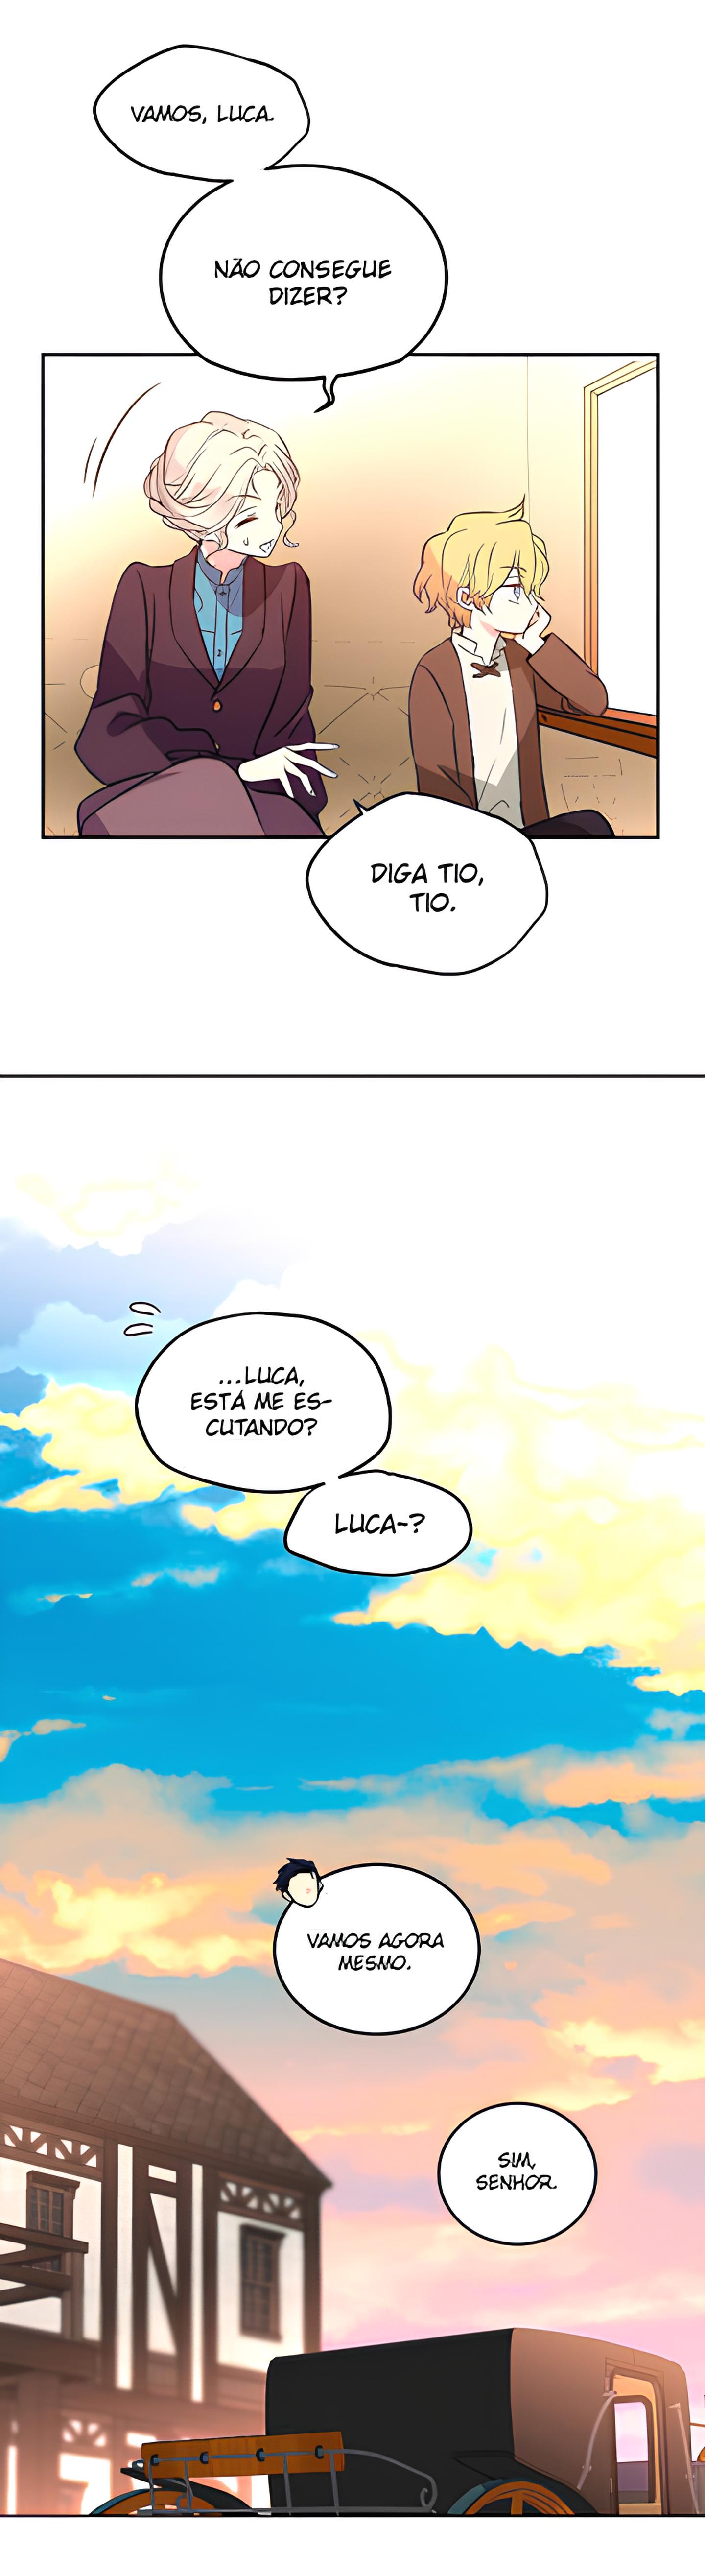 VAMOS, LUCA.
NÃO CONSEGUE
DIZER?
DIGA TIO,
TIO.
...LUCA,
ESTÁ ME ES-
CUTANDO?
LUCA-?
VAMOS AGORA
MESMO.
SIM,
SENHOR.